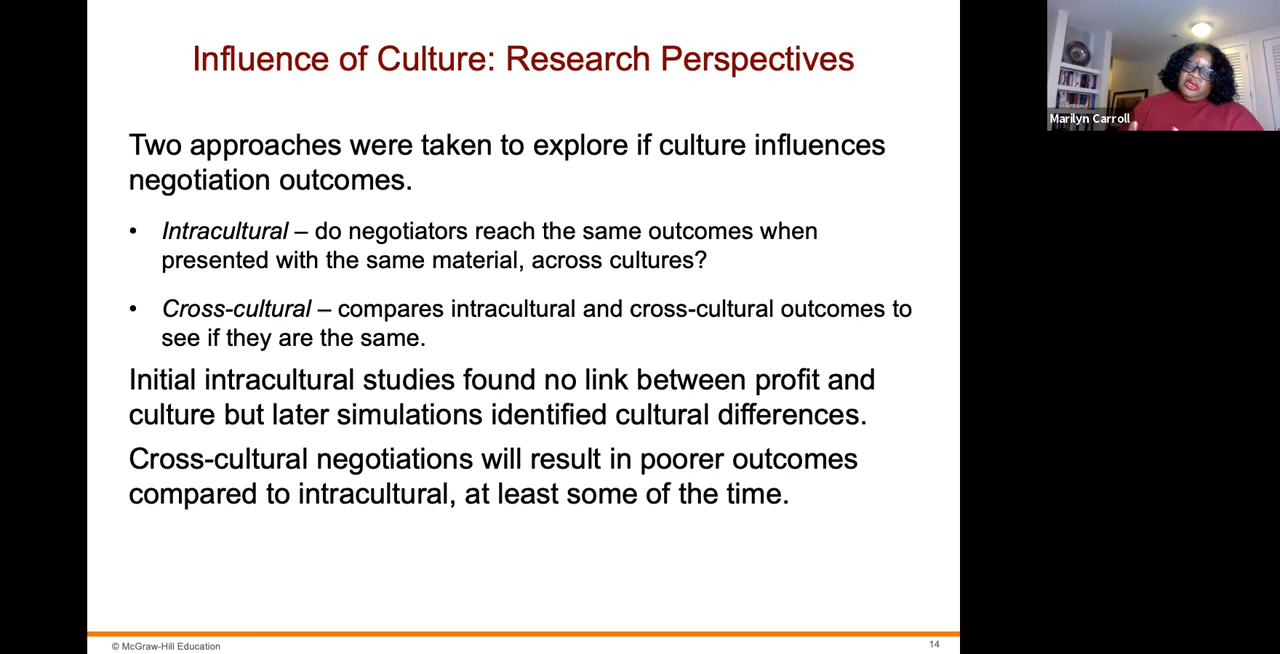 Influence of Culture: Research Perspectives
Marilyn Carroll
Two approaches were taken to explore if culture influences
negotiation outcomes.
• Intracultural – do negotiators reach the same outcomes when
presented with the same material, across cultures?
• Cross-cultural – compares intracultural and cross-cultural outcomes to
see if they are the same.
Initial intracultural studies found no link between profit and
culture but later simulations identified cultural differences.
Cross-cultural negotiations will result in poorer outcomes
compared to intracultural, at least some of the time.
© McGraw-Hill Education
14